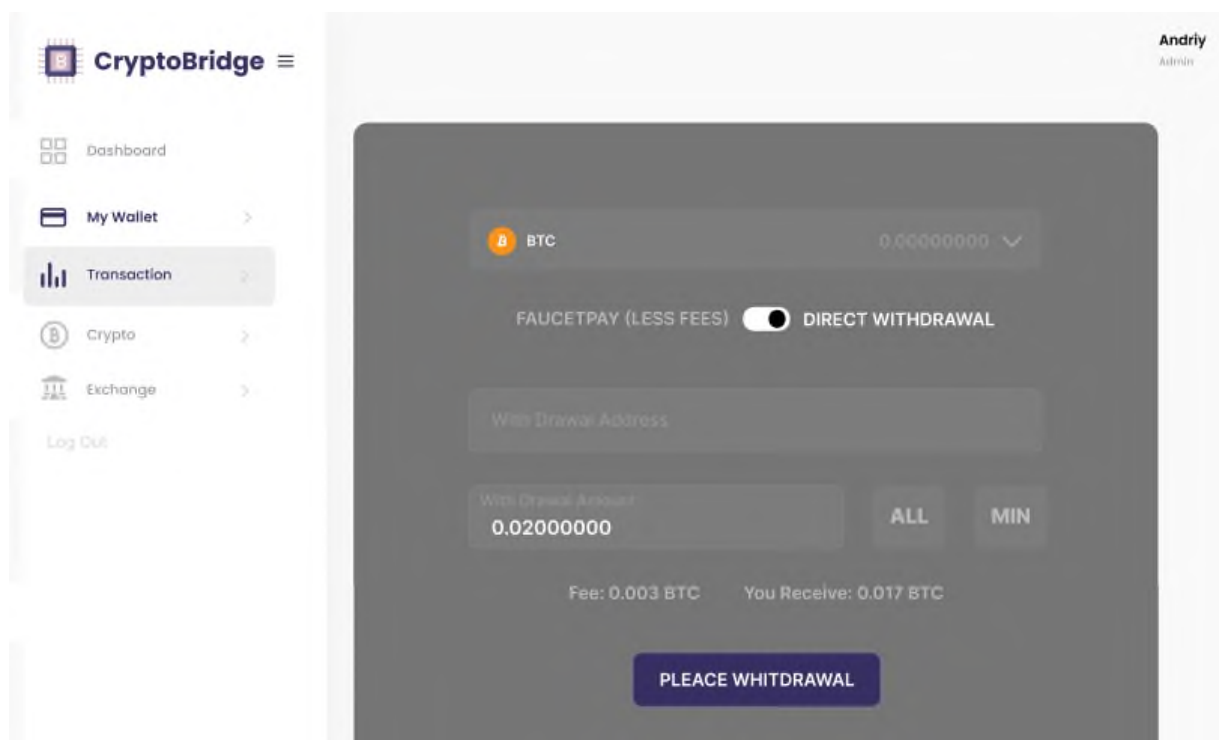 CryptoBridge
Andriy
Admin
Dashboard
My Wallet
Transaction
Crypto
Exchange
Log Out
BTC 0.00000000
FAUCETPAY (LESS FEES) DIRECT WITHDRAWAL
With Drawal Address
With Drawal Amount
0.02000000
ALL MIN
Fee: 0.003 BTC You Receive: 0.017 BTC
PLEACE WHITDRAWAL